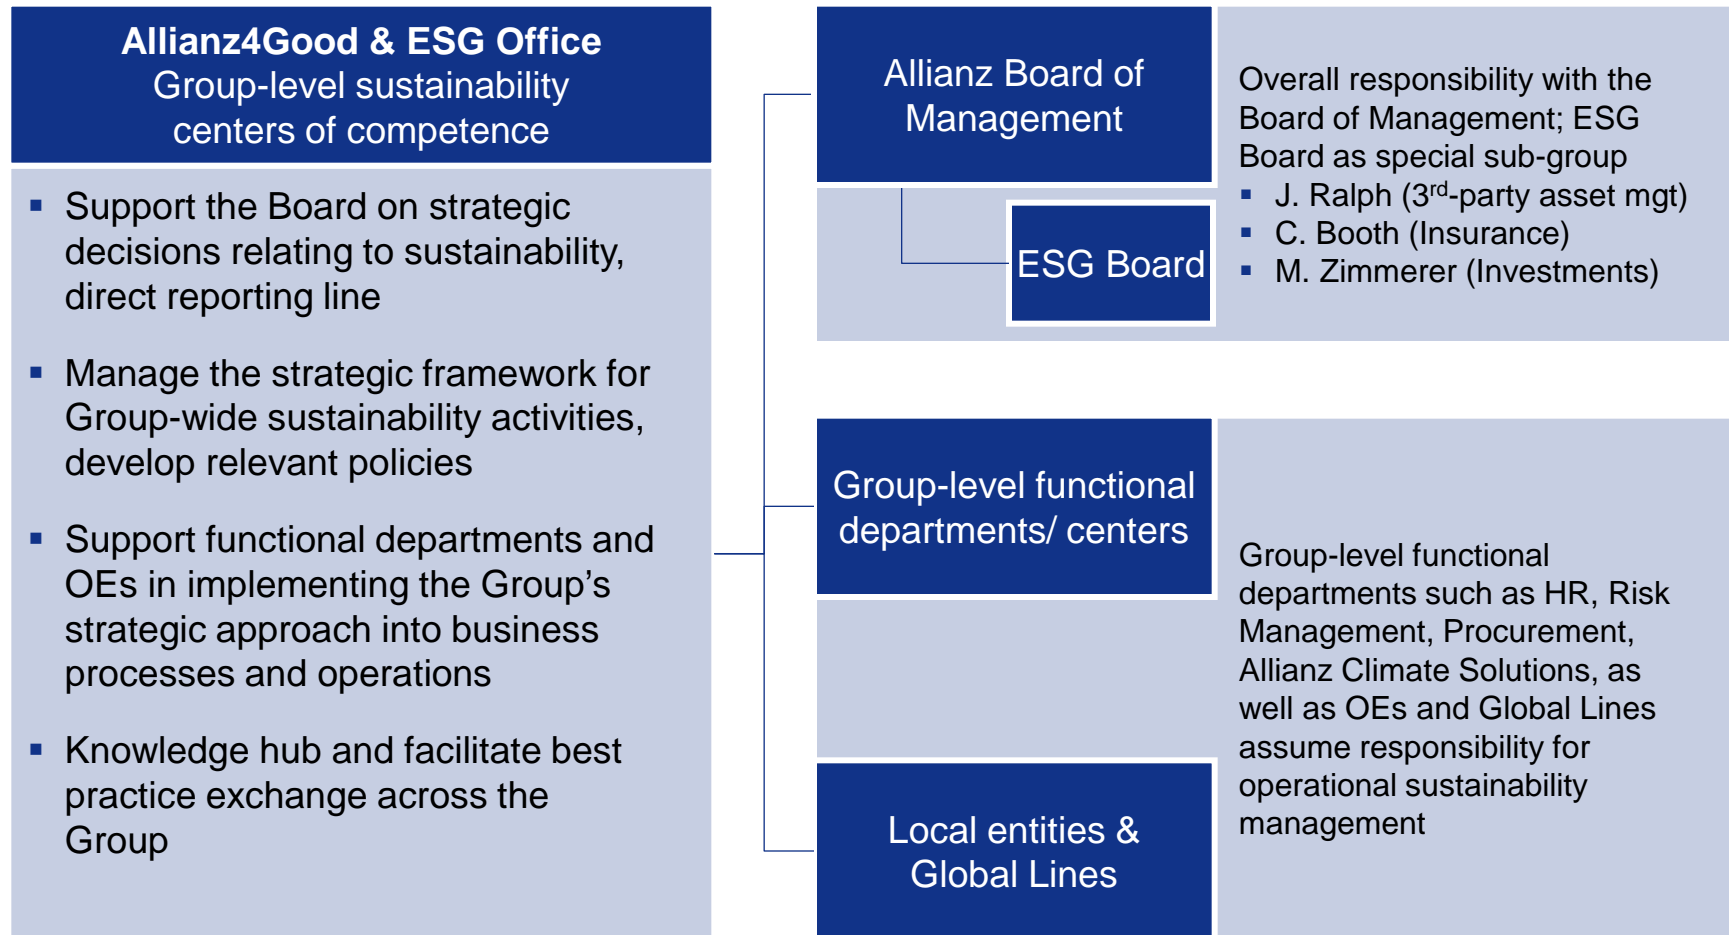 Allianz4Good & ESG Office
Group-level sustainability
centers of competence
▪ Support the Board on strategic
decisions relating to sustainability,
direct reporting line
▪ Manage the strategic framework for
Group-wide sustainability activities,
develop relevant policies
▪ Support functional departments and
OEs in implementing the Group’s
strategic approach into business
processes and operations
▪ Knowledge hub and facilitate best
practice exchange across the
Group
Allianz Board of
Management
ESG Board
Overall responsibility with the
Board of Management; ESG
Board as special sub-group
▪ J. Ralph (3rd-party asset mgt)
▪ C. Booth (Insurance)
▪ M. Zimmerer (Investments)
Group-level functional
departments/ centers
Local entities &
Global Lines
Group-level functional
departments such as HR, Risk
Management, Procurement,
Allianz Climate Solutions, as
well as OEs and Global Lines
assume responsibility for
operational sustainability
management